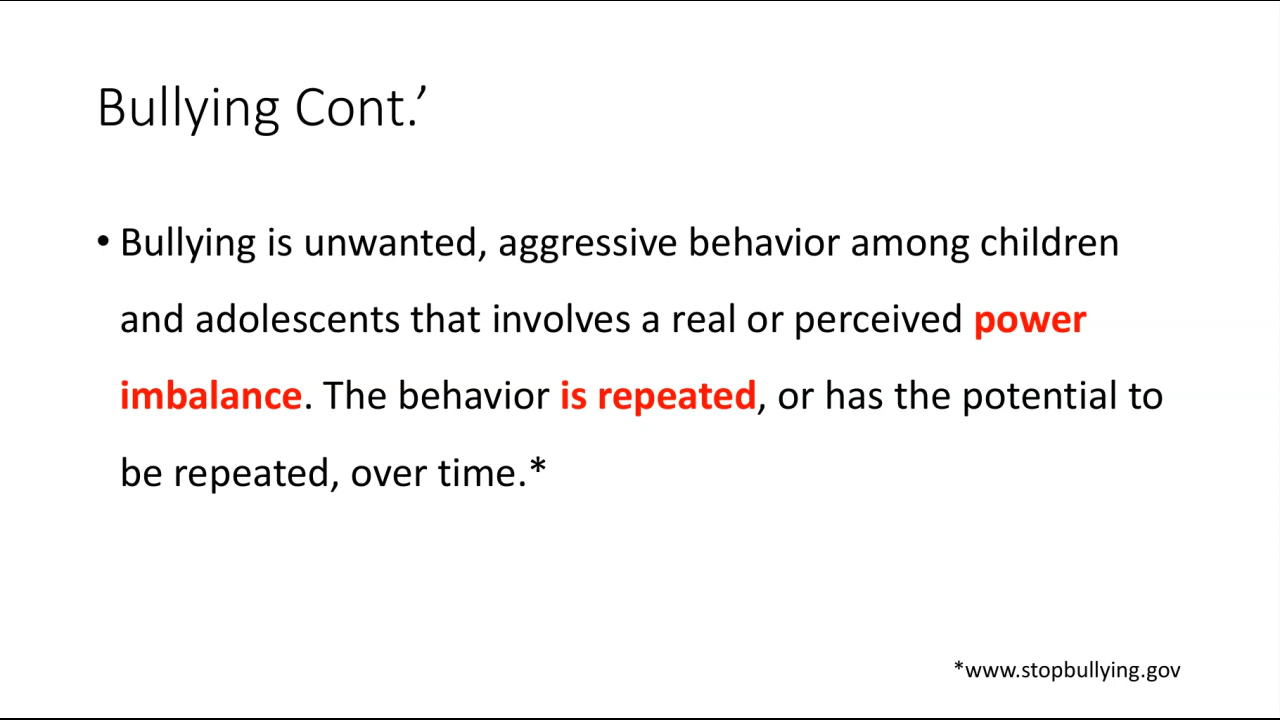 Bullying Cont.’
• Bullying is unwanted, aggressive behavior among children
and adolescents that involves a real or perceived power
imbalance. The behavior is repeated, or has the potential to
be repeated, over time.*
*www.stopbullying.gov